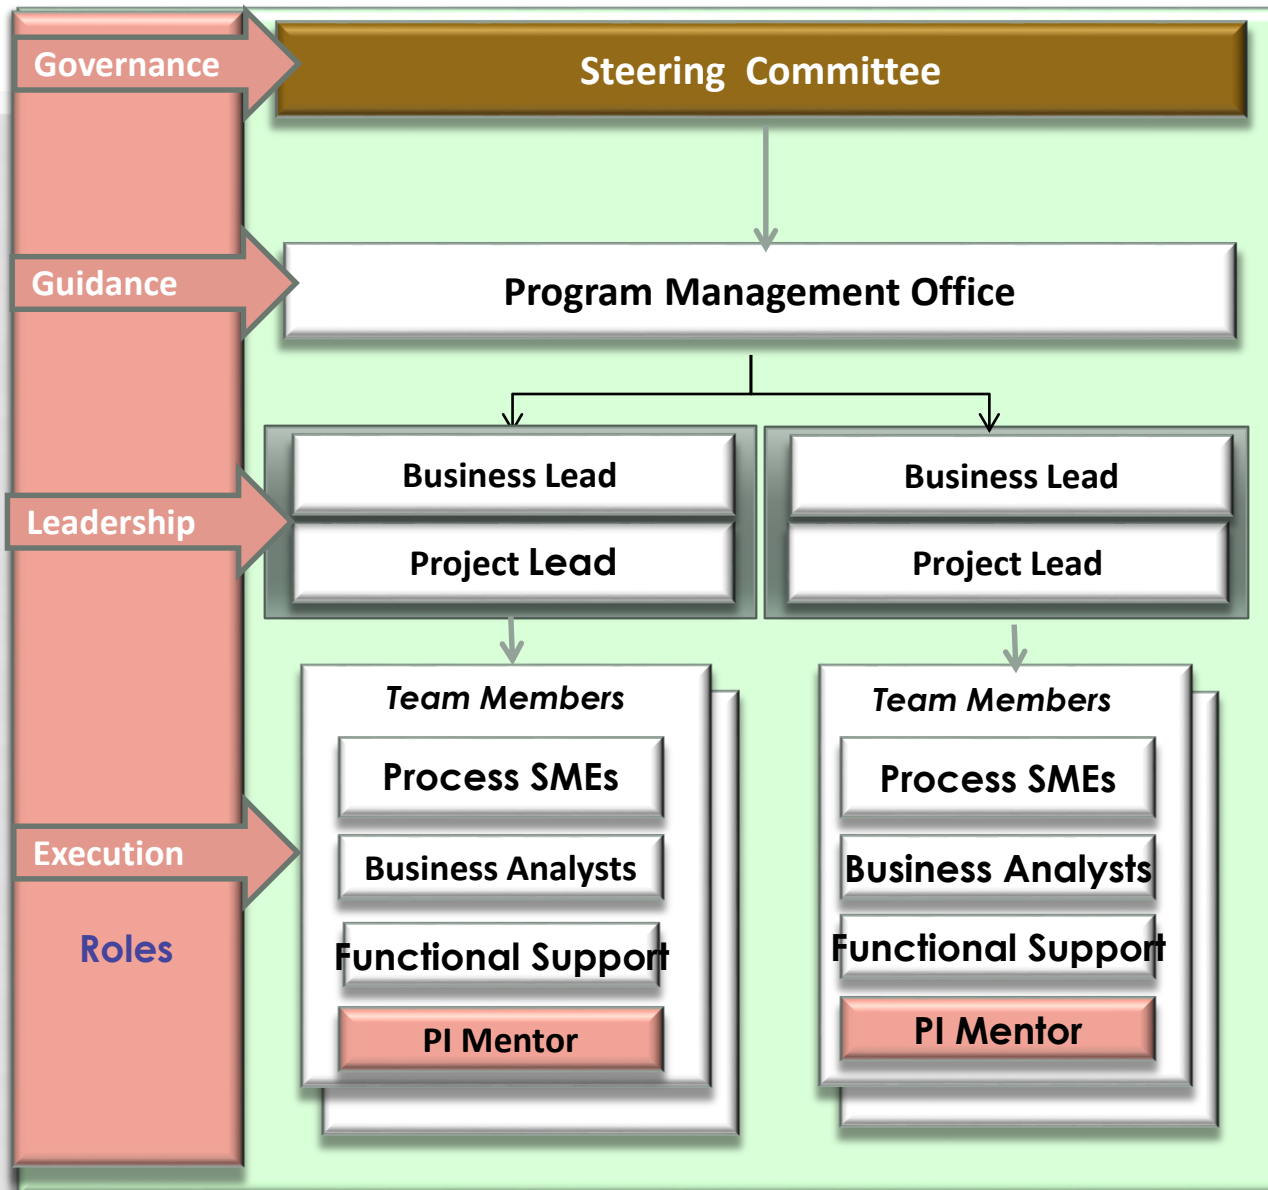 Governance
Steering Committee
Guidance
Program Management Office
Leadership
Business Lead
Project Lead
Business Lead
Project Lead
Execution
Roles
Team Members
Process SMEs
Business Analysts
Functional Support
PI Mentor
Team Members
Process SMEs
Business Analysts
Functional Support
PI Mentor